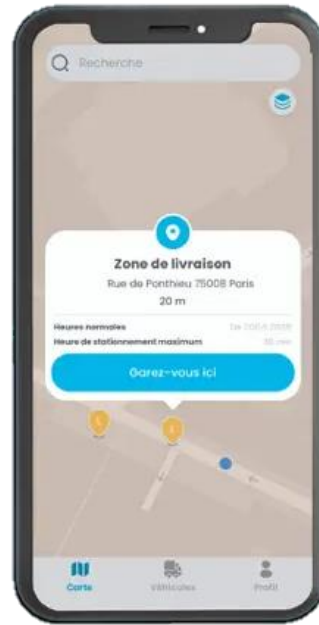 Recherche
Zone de livraison
Rue de Ponthieu 75008 Paris
20 m
Heures normales
Heure de stationnement maximum
Garez-vous ici
Carte
Véhicules
Profil